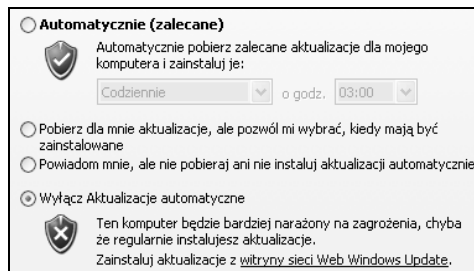 Automatycznie (zalecane)
Automatycznie pobierz zalecane aktualizacje dla mojego
komputera i zainstaluj je:
Codziennie o godz. 03:00
Pobierz dla mnie aktualizacje, ale pozwól mi wybrać, kiedy mają być
zainstalowane
Powiadom mnie, ale nie pobieraj ani nie instaluj aktualizacji automatycznie
Wyłącz Aktualizacje automatyczne
Ten komputer będzie bardziej narażony na zagrożenia, chyba
że regularnie instalujesz aktualizacje.
Zainstaluj aktualizacje z witryny sieci Web Windows Update.